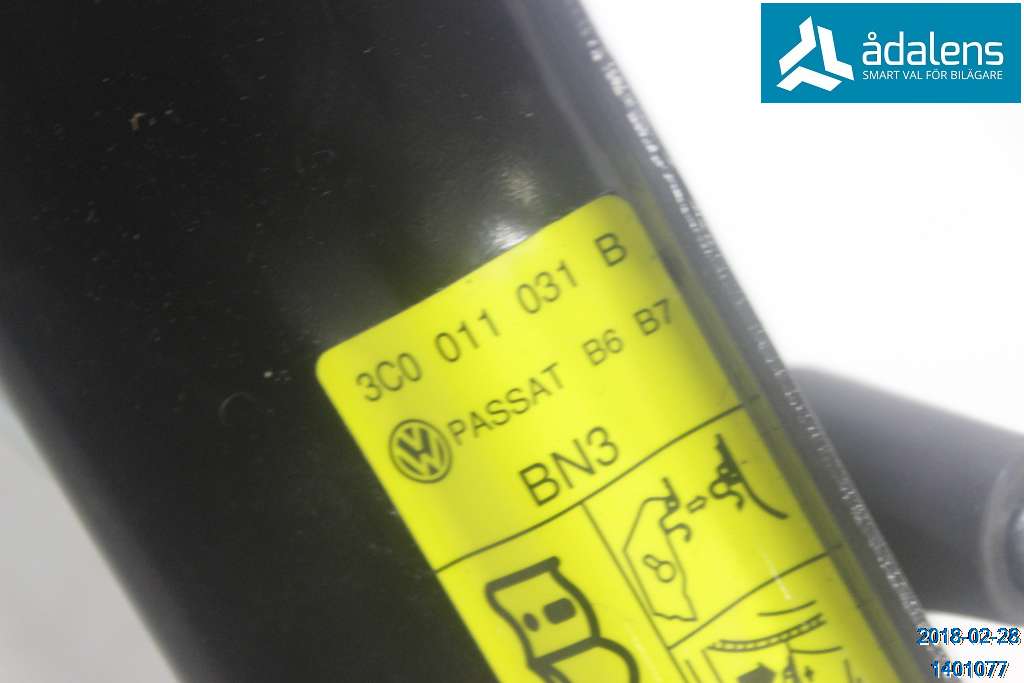 ådalens
SMART VAL FÖR BILÄGARE
3C0 011 031 B
PASSAT B6 B7
BN3
2018-02-28
1401077